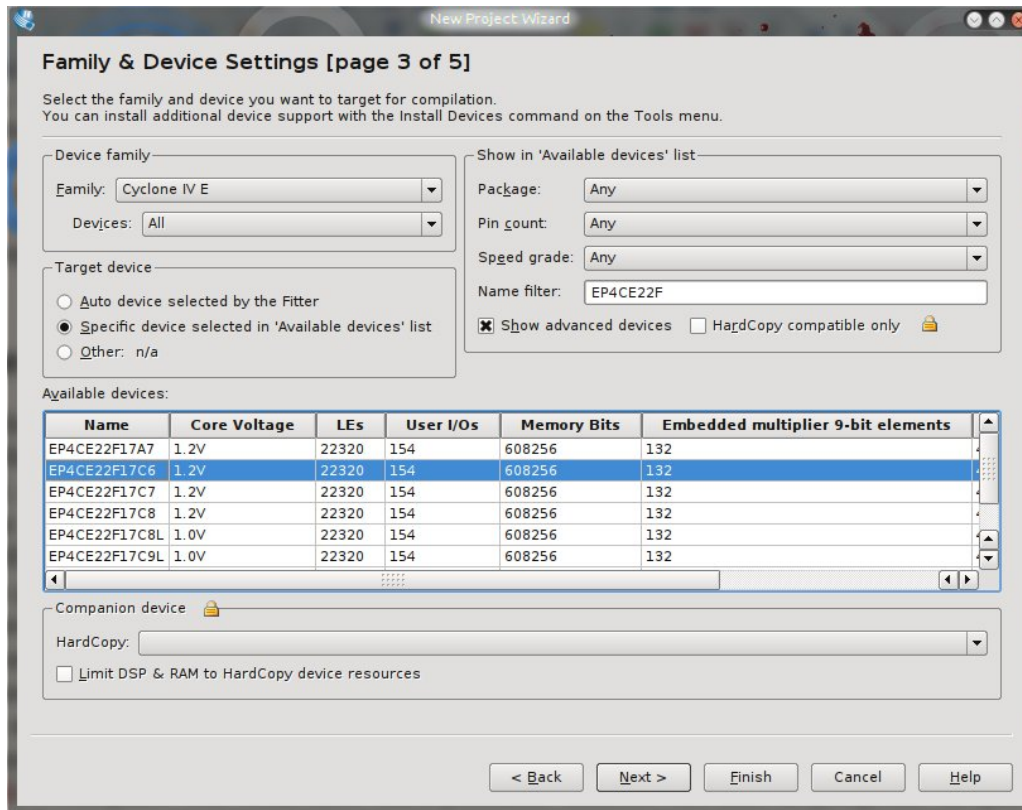 New Project Wizard
Family & Device Settings [page 3 of 5]
Select the family and device you want to target for compilation.
You can install additional device support with the Install Devices command on the Tools menu.
Device family
Family: Cyclone IV E
Devices: All
Target device
Auto device selected by the Fitter
Specific device selected in 'Available devices' list
Other: n/a
Show in 'Available devices' list
Package: Any
Pin count: Any
Speed grade: Any
Name filter: EP4CE22F
Show advanced devices HardCopy compatible only
Available devices:
Name Core Voltage LEs User I/Os Memory Bits Embedded multiplier 9-bit elements
EP4CE22F17A7 1.2V 22320 154 608256 132
EP4CE22F17C6 1.2V 22320 154 608256 132
EP4CE22F17C7 1.2V 22320 154 608256 132
EP4CE22F17C8 1.2V 22320 154 608256 132
EP4CE22F17C8L 1.0V 22320 154 608256 132
EP4CE22F17C9L 1.0V 22320 154 608256 132
Companion device
HardCopy:
Limit DSP & RAM to HardCopy device resources
< Back Next > Finish Cancel Help